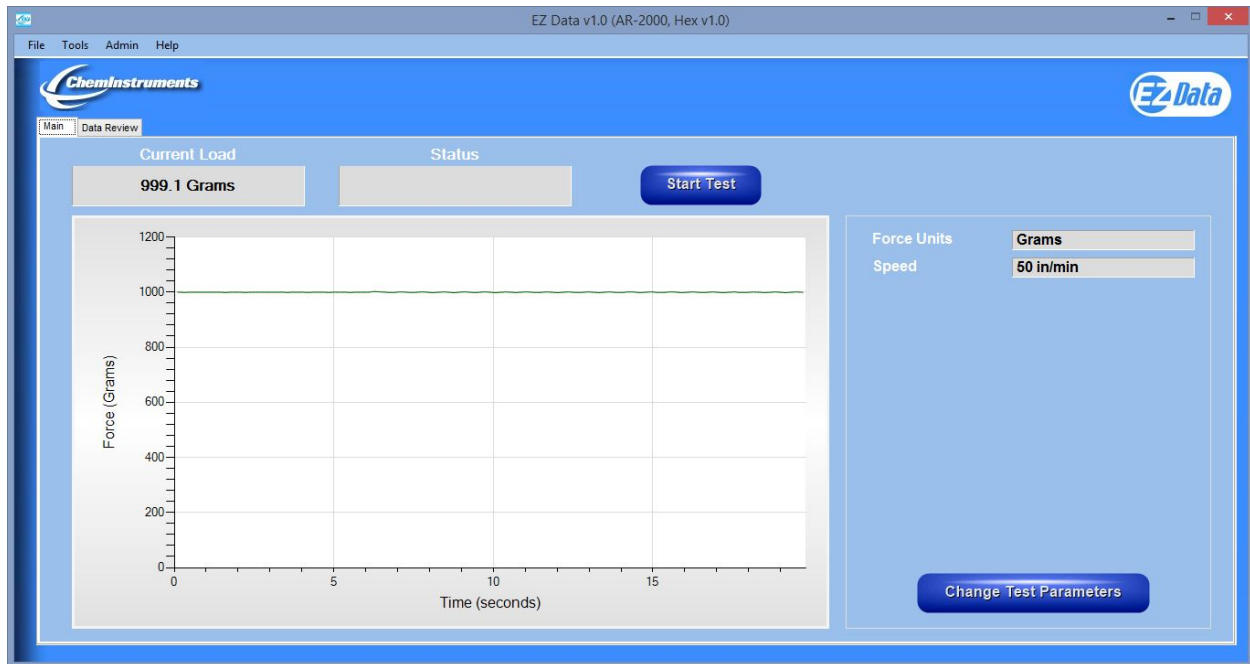 EZ Data v1.0 (AR-2000, Hex v1.0)
File Tools Admin Help
ChemInstruments
EZ Data
Main Data Review
Current Load Status
999.1 Grams Start Test
Force Units Grams
Speed 50 in/min
1200
1000
800
600
400
200
0
Force (Grams)
0 5 10 15
Time (seconds)
Change Test Parameters